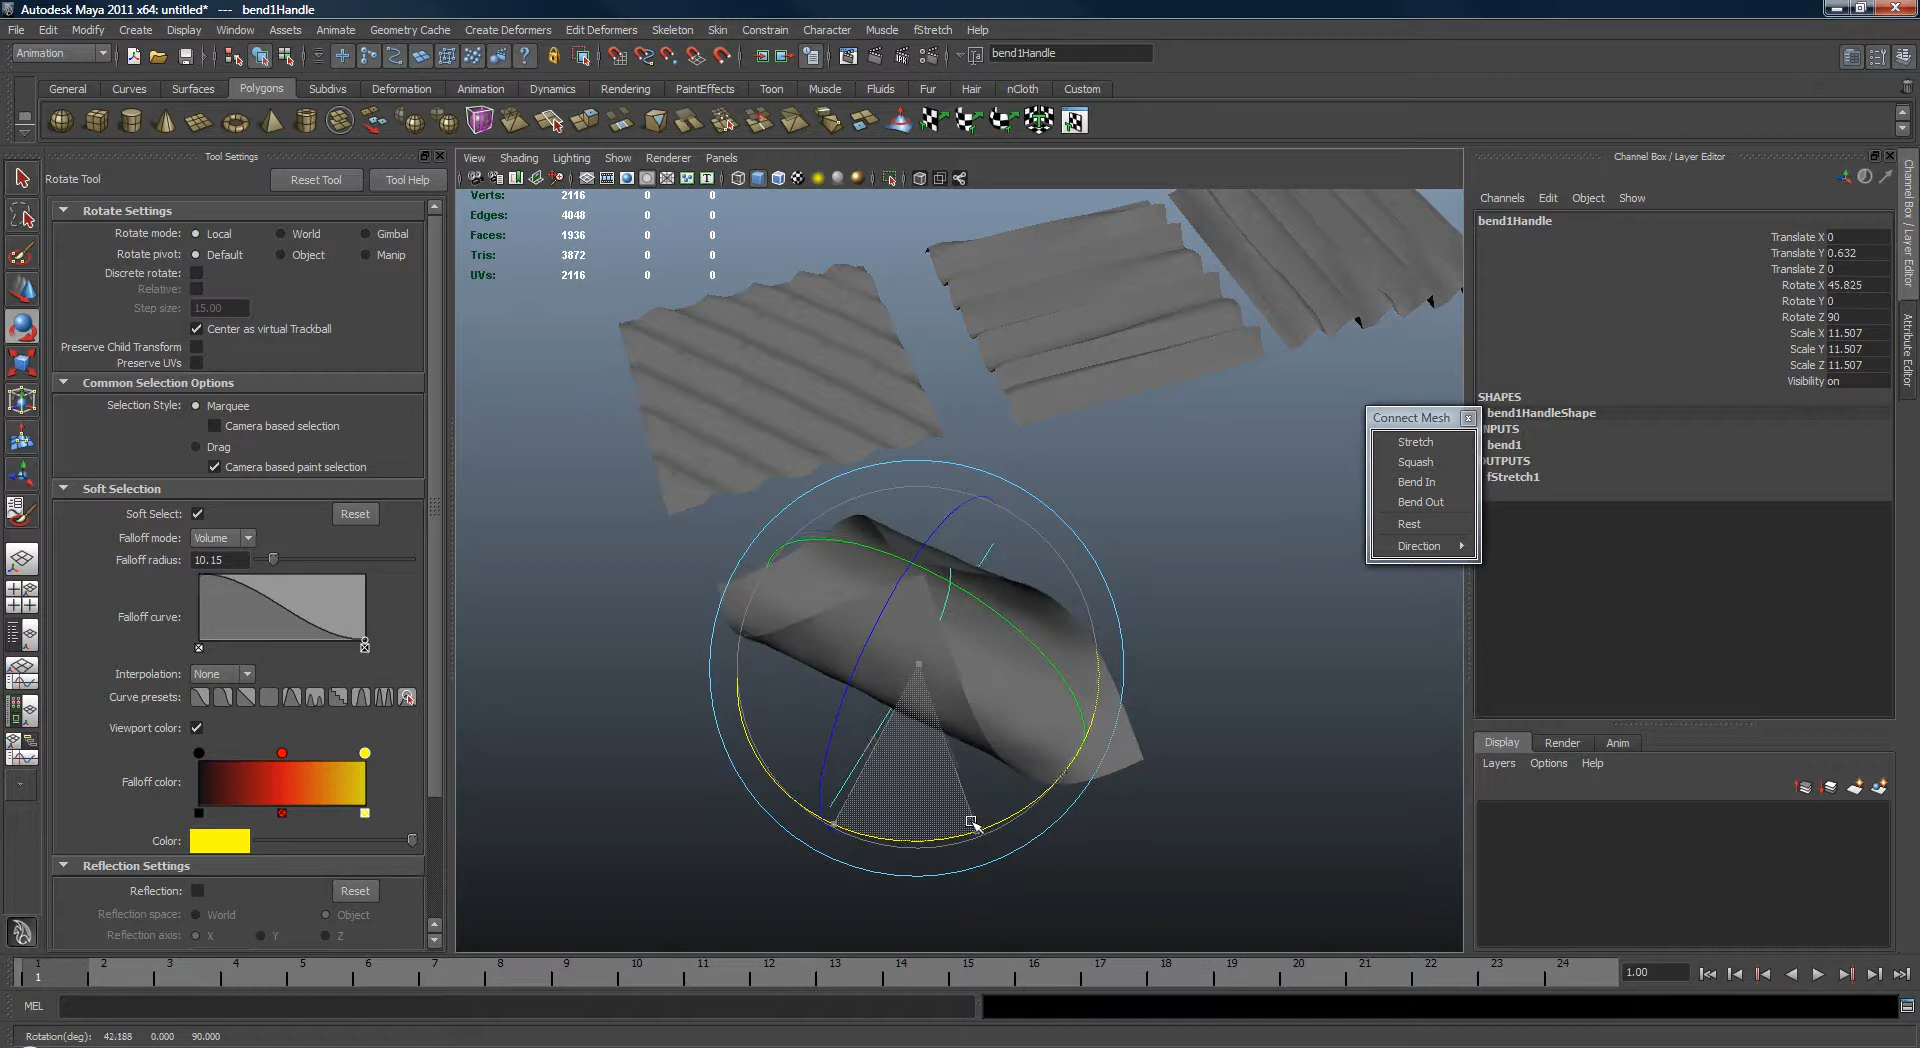 Autodesk Maya 2011 x64: untitled* --- bend1Handle
File Edit Modify Create Display Window Assets Animate Geometry Cache Create Deformers Edit Deformers Skeleton Skin Constrain Character Muscle fStretch Help
Animation
bend1Handle
General Curves Surfaces Polygons Subdivs Deformation Animation Dynamics Rendering PaintEffects Toon Muscle Fluids Fur Hair nCloth Custom
Tool Settings
Rotate Tool Reset Tool Tool Help
Rotate Settings
Rotate mode: Local World Gimbal
Rotate pivot: Default Object Manip
Discrete rotate:
Relative:
Step size: 15.00
Center as virtual Trackball
Preserve Child Transform
Preserve UVs
Common Selection Options
Selection Style: Marquee
Camera based selection
Drag
Camera based paint selection
Soft Selection
Soft Select: Reset
Falloff mode: Volume
Falloff radius: 10.15
Falloff curve:
Interpolation: None
Curve presets:
Viewport color:
Falloff color:
Color:
Reflection Settings
Reflection: Reset
Reflection space: World Object
Reflection axis: X Y Z
View Shading Lighting Show Renderer Panels
Verts: 2116 0 0
Edges: 4048 0 0
Faces: 1936 0 0
Tris: 3872 0 0
UVs: 2116 0 0
Connect Mesh
Stretch
Squash
Bend In
Bend Out
Rest
Direction
Channel Box / Layer Editor
Channels Edit Object Show
bend1Handle
Translate X 0
Translate Y 0.632
Translate Z 0
Rotate X 45.825
Rotate Y 0
Rotate Z 90
Scale X 11.507
Scale Y 11.507
Scale Z 11.507
Visibility on
SHAPES
bend1HandleShape
NPUTS
bend1
UTPUTS
fStretch1
Channel Box / Layer Editor
Attribute Editor
Display Render Anim
Layers Options Help
1 2 3 4 5 6 7 8 9 10 11 12 13 14 15 16 17 18 19 20 21 22 23 24
1
1.00
MEL
Rotation(deg): 42.188 0.000 90.000